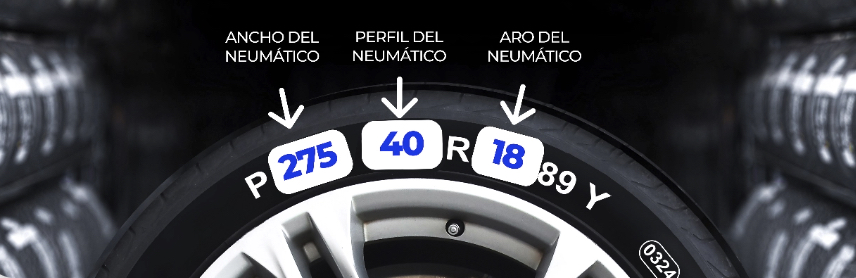 ANCHO DEL
NEUMÁTICO
PERFIL DEL
NEUMÁTICO
ARO DEL
NEUMÁTICO
P 275 40 R 18 89 Y
0324